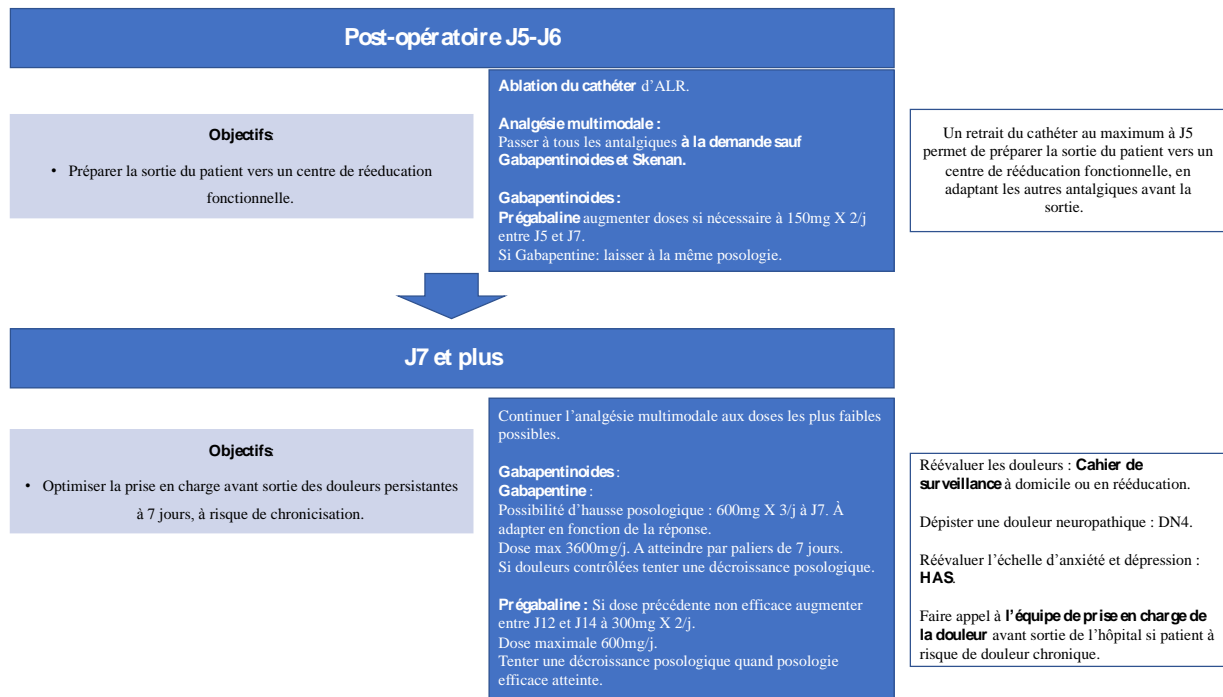 Post-opératoire J5-J6
Objectifs:
• Préparer la sortie du patient vers un centre de réeducation
fonctionnelle.
Ablation du cathéter d'ALR.
Analgésie multimodale :
Passer à tous les antalgiques à la demande sauf
Gabapentinoides et Skenan.
Gabapentinoides :
Prégabaline augmenter doses si nécessaire à 150mg X 2/j
entre J5 et J7.
Si Gabapentine: laisser à la même posologie.
Un retrait du cathéter au maximum à J5
permet de préparer la sortie du patient vers un
centre de rééducation fonctionnelle, en
adaptant les autres antalgiques avant la
sortie.
J7 et plus
Objectifs:
• Optimiser la prise en charge avant sortie des douleurs persistantes
à 7 jours, à risque de chronicisation.
Continuer l'analgésie multimodale aux doses les plus faibles
possibles.
Gabapentinoides :
Gabapentine :
Possibilité d'hausse posologique : 600mg X 3/j à J7. À
adapter en fonction de la réponse.
Dose max 3600mg/j. A atteindre par paliers de 7 jours.
Si douleurs contrôlées tenter une décroissance posologique.
Prégabaline : Si dose précédente non efficace augmenter
entre J12 et J14 à 300mg X 2/j.
Dose maximale 600mg/j.
Tenter une décroissance posologique quand posologie
efficace atteinte.
Réévaluer les douleurs : Cahier de
surveillance à domicile ou en rééducation.
Dépister une douleur neuropathique : DN4.
Réévaluer l'échelle d'anxiété et dépression :
HAS.
Faire appel à l'équipe de prise en charge de
la douleur avant sortie de l'hôpital si patient à
risque de douleur chronique.